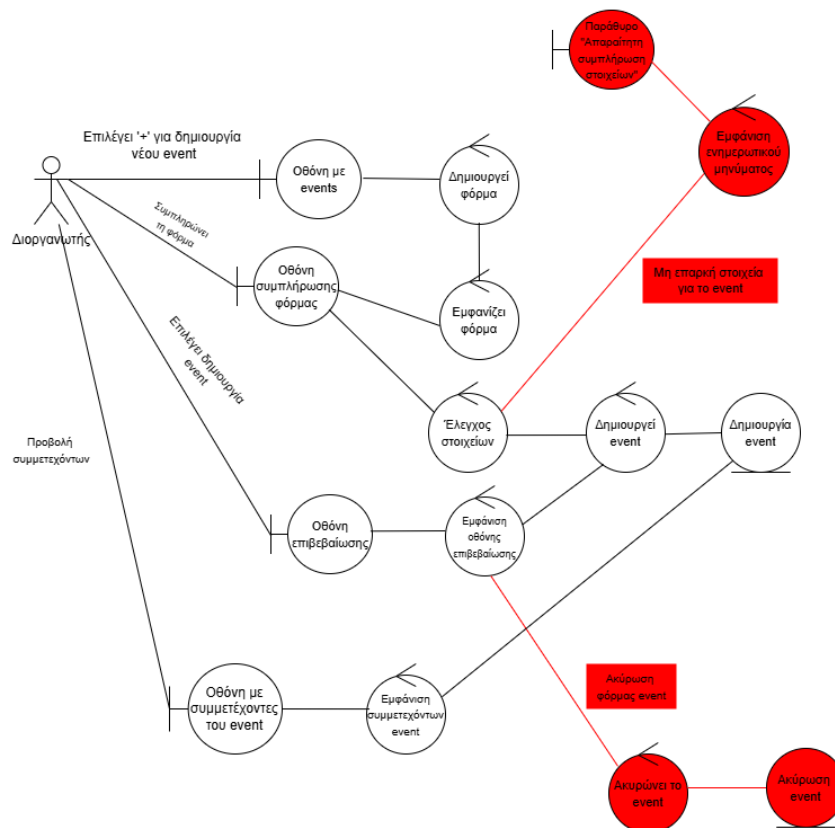 Παράθυρο
"Απαραίτητη
συμπλήρωση
στοιχείων"
Εμφάνιση
ενημερωτικού
μηνύματος
Επιλέγει '+' για δημιουργία
νέου event
Οθόνη με
events
Δημιουργεί
φόρμα
Διοργανωτής
Συμπληρώνει
τη φόρμα
Οθόνη
συμπλήρωσης
φόρμας
Εμφανίζει
φόρμα
Μη επαρκή στοιχεία
για το event
Επιλέγει δημιουργία
event
Έλεγχος
στοιχείων
Δημιουργεί
event
Δημιουργία
event
Προβολή
συμμετεχόντων
Οθόνη
επιβεβαίωσης
Εμφάνιση
οθόνης
επιβεβαίωσης
Ακύρωση
φόρμας event
Οθόνη με
συμμετέχοντες
του event
Εμφάνιση
συμμετεχόντων
event
Ακυρώνει το
event
Ακύρωση
event